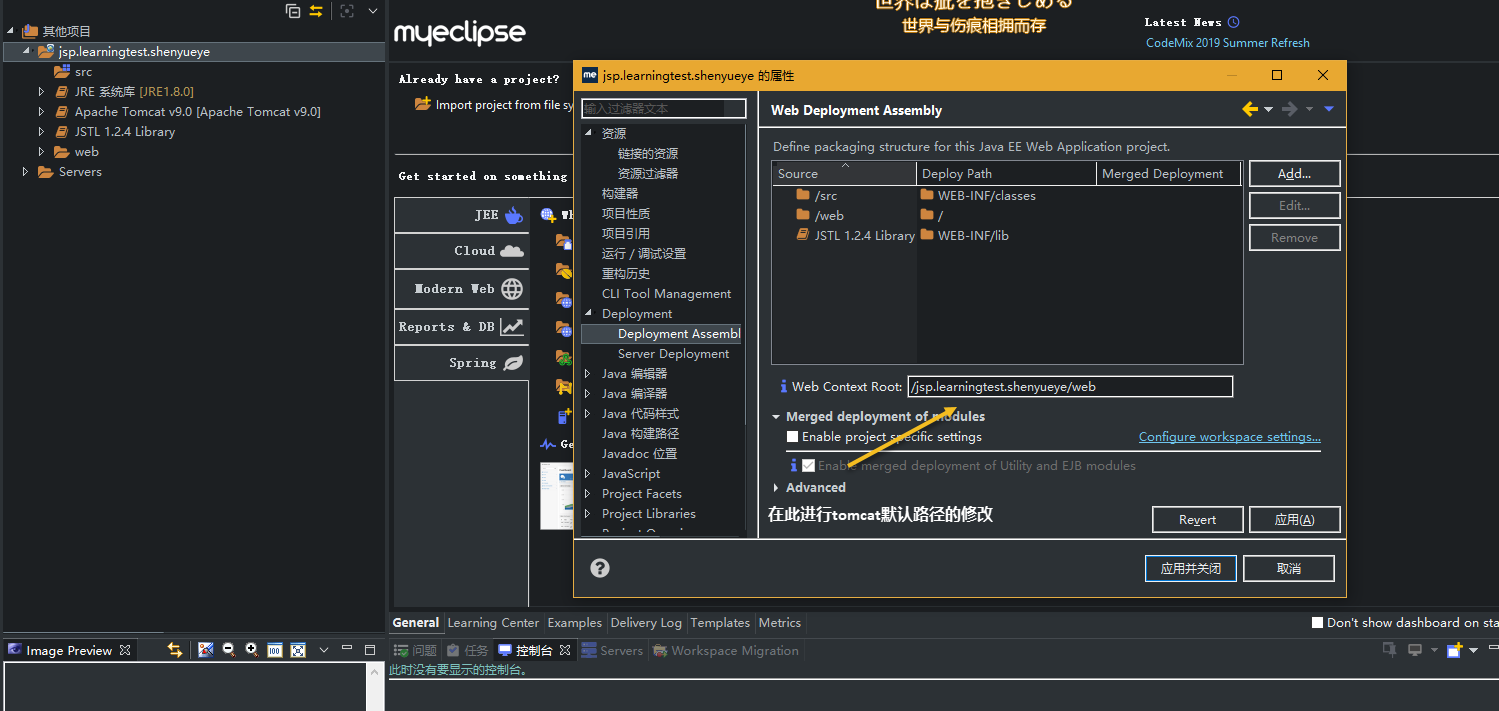 世界は疵を抱きしめる
世界与伤痕相拥而存
其他项目
jsp.learningtest.shenyueye
src
JRE 系统库 [JRE1.8.0]
Apache Tomcat v9.0 [Apache Tomcat v9.0]
JSTL 1.2.4 Library
web
Servers
myeclipse
Latest News
CodeMix 2019 Summer Refresh
Already have a project?
Import project from file sy
Get started on something
JEE
Cloud
Modern Web
Reports & DB
Spring
me jsp.learningtest.shenyueye 的属性
输入过滤器文本
资源
链接的资源
资源过滤器
构建器
项目性质
项目引用
运行 / 调试设置
重构历史
CLI Tool Management
Deployment
Deployment Assembl
Server Deployment
Java 编辑器
Java 编译器
Java 代码样式
Java 构建路径
Javadoc 位置
JavaScript
Project Facets
Project Libraries
Web Deployment Assembly
Define packaging structure for this Java EE Web Application project.
Source Deploy Path Merged Deployment
/src WEB-INF/classes
/web /
JSTL 1.2.4 Library WEB-INF/lib
Add...
Edit...
Remove
Web Context Root: /jsp.learningtest.shenyueye/web
Merged deployment of modules
Enable project specific settings Configure workspace settings...
Enable merged deployment of Utility and EJB modules
Advanced
在此进行tomcat默认路径的修改
Revert 应用(A)
应用并关闭 取消
General Learning Center Examples Delivery Log Templates Metrics
Don't show dashboard on sta
Image Preview
问题 任务 控制台 Servers Workspace Migration
此时没有要显示的控制台。